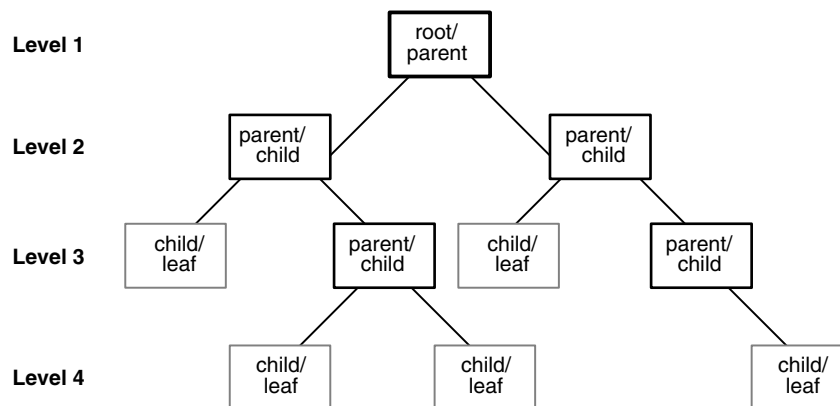 Level 1
root/
parent
Level 2
parent/
child
parent/
child
Level 3
child/
leaf
parent/
child
child/
leaf
parent/
child
Level 4
child/
leaf
child/
leaf
child/
leaf